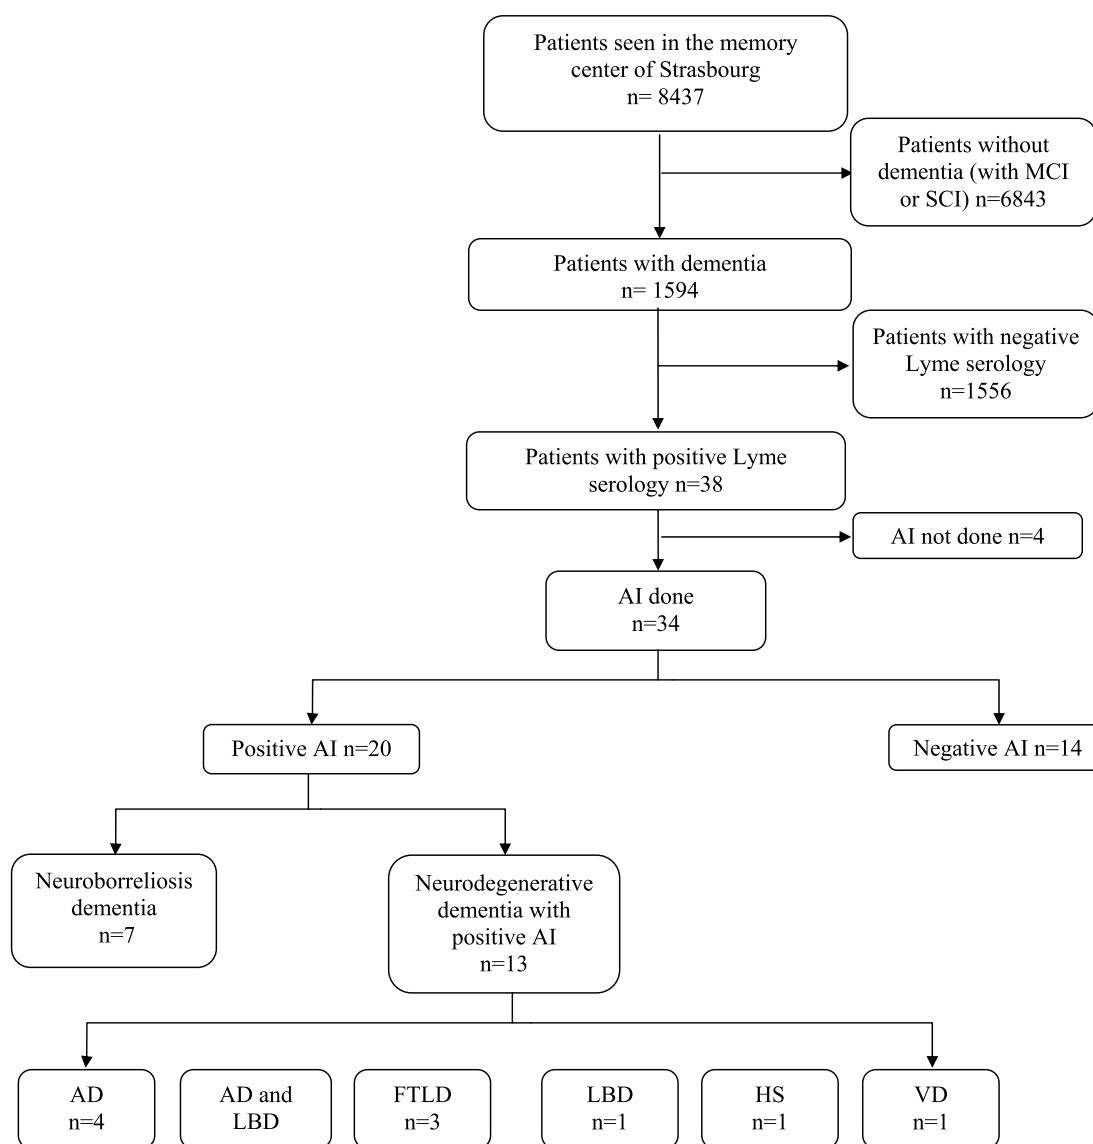 Patients seen in the memory
center of Strasbourg
n= 8437
Patients without
dementia (with MCI
or SCI) n=6843
Patients with dementia
n= 1594
Patients with negative
Lyme serology
n=1556
Patients with positive Lyme
serology n=38
AI not done n=4
AI done
n=34
Positive AI n=20
Negative AI n=14
Neuroborreliosis
dementia
n=7
Neurodegenerative
dementia with
positive AI
n=13
AD
n=4
AD and
LBD
FTLD
n=3
LBD
n=1
HS
n=1
VD
n=1